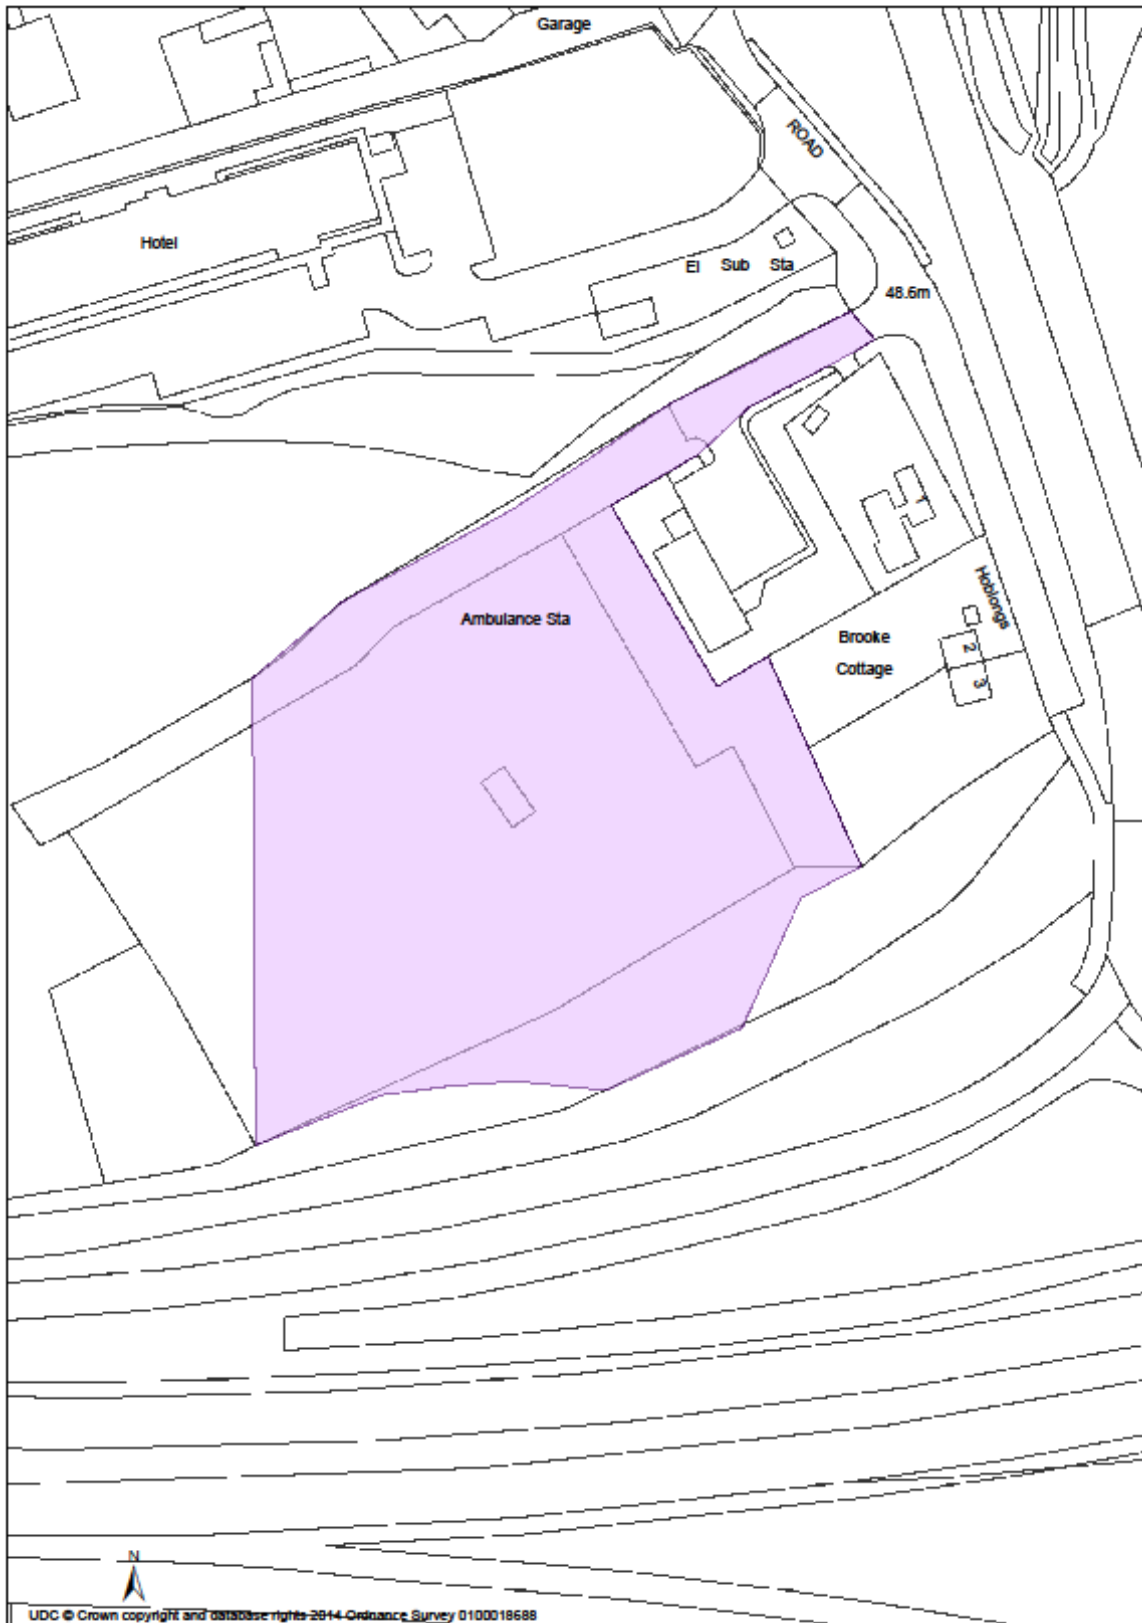 Garage
ROAD
Hotel
El Sub Sta
48.6m
1
Hoblongs
Ambulance Sta
Brooke
Cottage
2
3
N
UDC © Crown copyright and database rights 2014 Ordnance Survey 0100018688